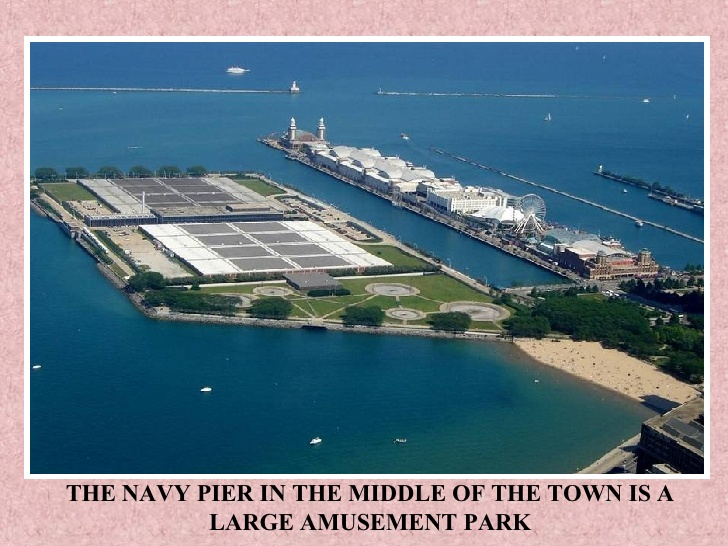 THE NAVY PIER IN THE MIDDLE OF THE TOWN IS A
LARGE AMUSEMENT PARK